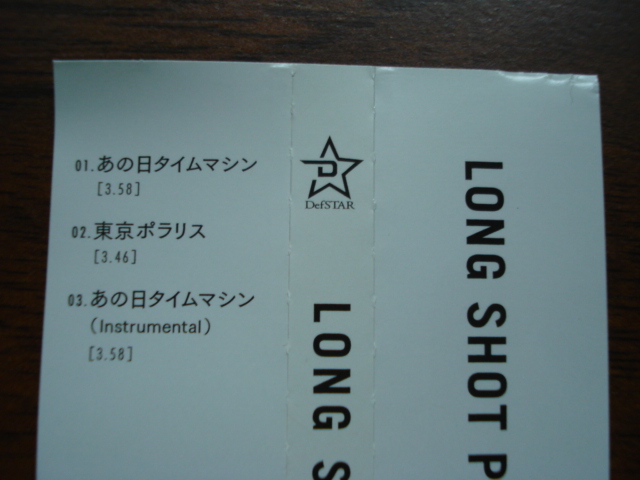 01.あの日タイムマシン
[3.58]
02.東京ポラリス
[3.46]
03.あの日タイムマシン
(Instrumental)
[3.58]
DefSTAR
LONG S
LONG SHOT P